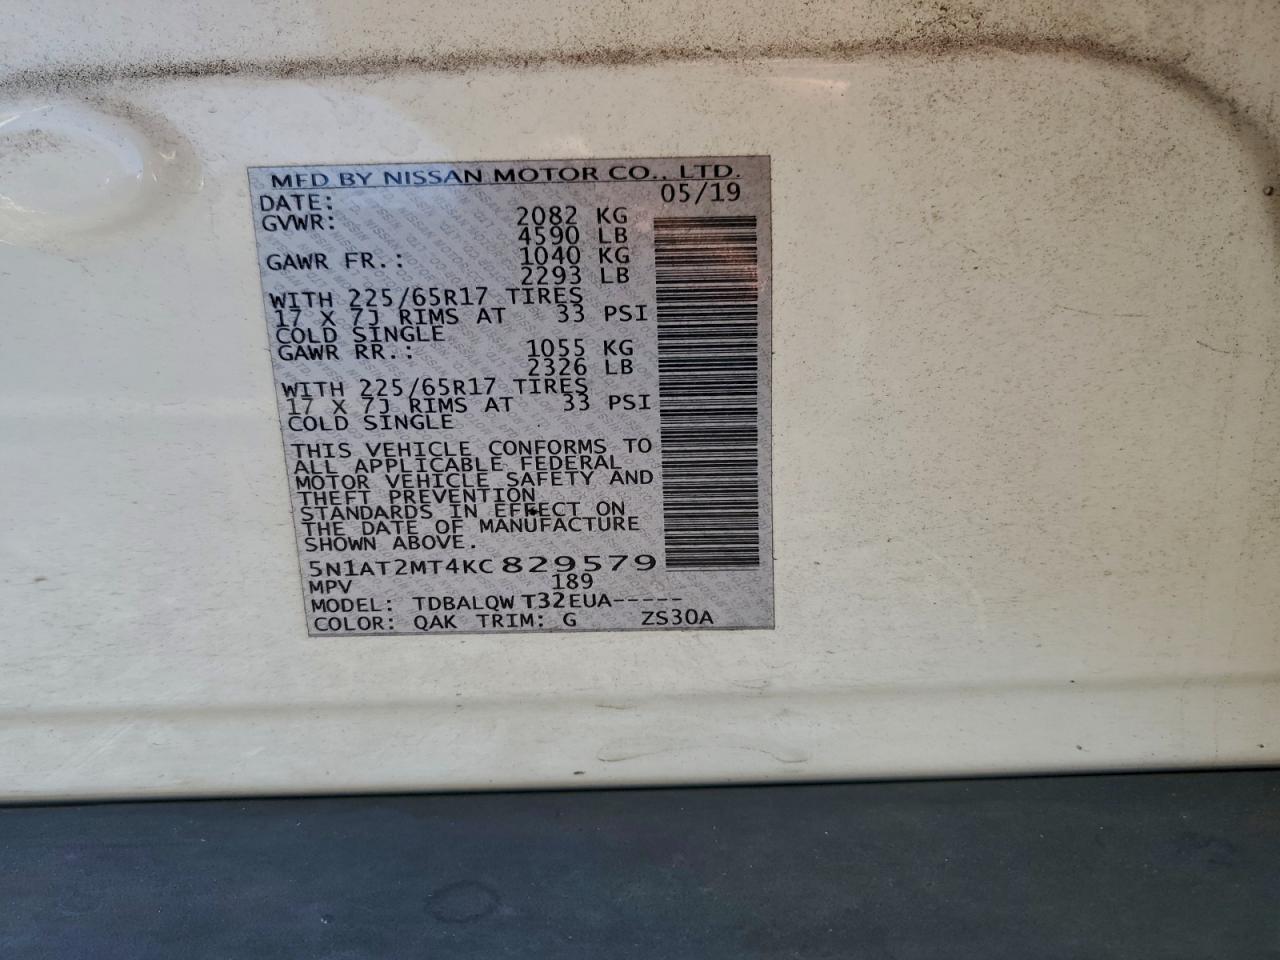 MFD BY NISSAN MOTOR CO., LTD.
DATE: 05/19
GVWR: 2082 KG
4590 LB
GAWR FR.: 1040 KG
2293 LB
WITH 225/65R17 TIRES
17 X 7J RIMS AT 33 PSI
COLD SINGLE
GAWR RR.: 1055 KG
2326 LB
WITH 225/65R17 TIRES
17 X 7J RIMS AT 33 PSI
COLD SINGLE
THIS VEHICLE CONFORMS TO
ALL APPLICABLE FEDERAL
MOTOR VEHICLE SAFETY AND
THEFT PREVENTION
STANDARDS IN EFFECT ON
THE DATE OF MANUFACTURE
SHOWN ABOVE.
5N1AT2MT4KC829579
MPV 189
MODEL: TDBALQWT32EUA-----
COLOR: QAK TRIM: G ZS30A